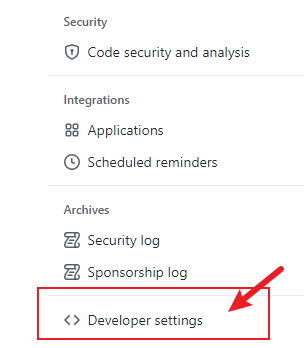 Security
Code security and analysis
Integrations
Applications
Scheduled reminders
Archives
Security log
Sponsorship log
Developer settings